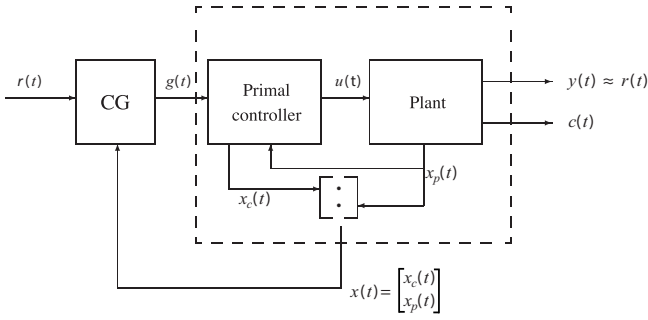 r(t)
CG
g(t)
Primal
controller
u(t)
Plant
y(t) ≈ r(t)
c(t)
x_c(t)
x_p(t)
[:]
x(t)= [x_c(t)
x_p(t)]